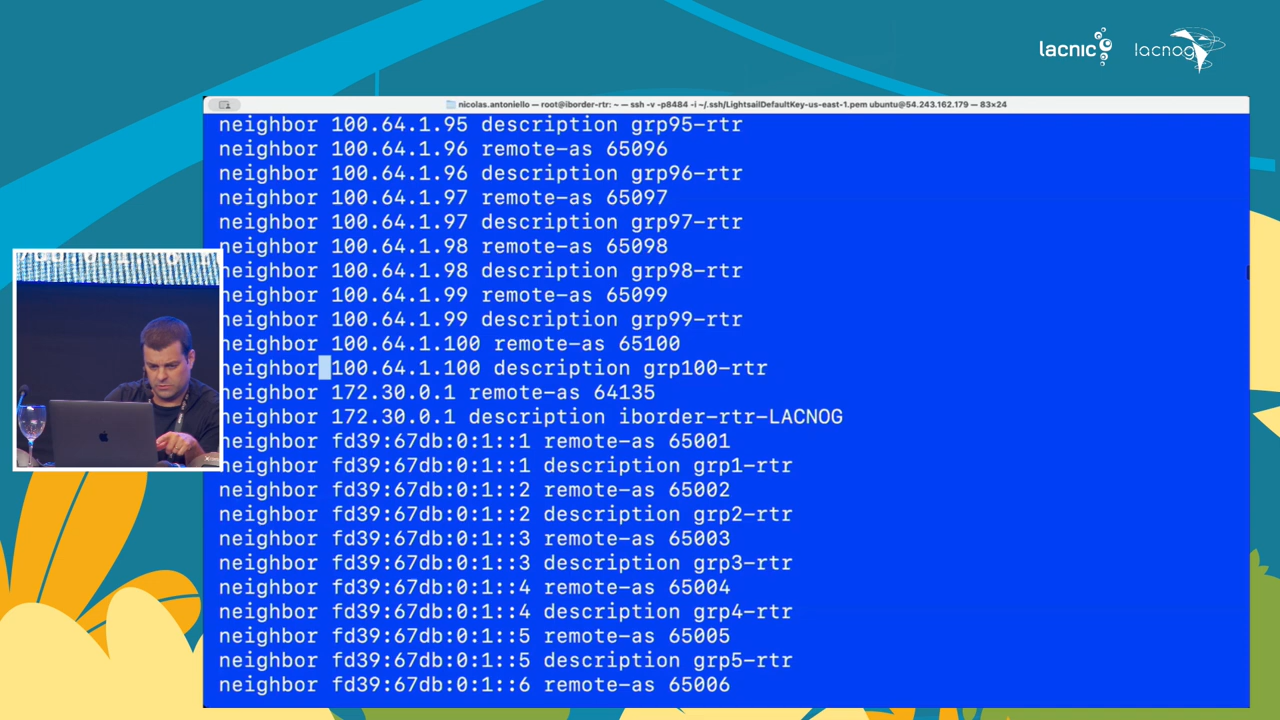 lacnic
lacnog
nicolas.antoniello — root@iborder-rtr: ~ — ssh -v -p8484 -i ~/.ssh/LightsailDefaultKey-us-east-1.pem ubuntu@54.243.162.179 — 83×24
neighbor 100.64.1.95 description grp95-rtr
neighbor 100.64.1.96 remote-as 65096
neighbor 100.64.1.96 description grp96-rtr
neighbor 100.64.1.97 remote-as 65097
neighbor 100.64.1.97 description grp97-rtr
neighbor 100.64.1.98 remote-as 65098
neighbor 100.64.1.98 description grp98-rtr
neighbor 100.64.1.99 remote-as 65099
neighbor 100.64.1.99 description grp99-rtr
neighbor 100.64.1.100 remote-as 65100
neighbor 100.64.1.100 description grp100-rtr
neighbor 172.30.0.1 remote-as 64135
neighbor 172.30.0.1 description iborder-rtr-LACNOG
neighbor fd39:67db:0:1::1 remote-as 65001
neighbor fd39:67db:0:1::1 description grp1-rtr
neighbor fd39:67db:0:1::2 remote-as 65002
neighbor fd39:67db:0:1::2 description grp2-rtr
neighbor fd39:67db:0:1::3 remote-as 65003
neighbor fd39:67db:0:1::3 description grp3-rtr
neighbor fd39:67db:0:1::4 remote-as 65004
neighbor fd39:67db:0:1::4 description grp4-rtr
neighbor fd39:67db:0:1::5 remote-as 65005
neighbor fd39:67db:0:1::5 description grp5-rtr
neighbor fd39:67db:0:1::6 remote-as 65006